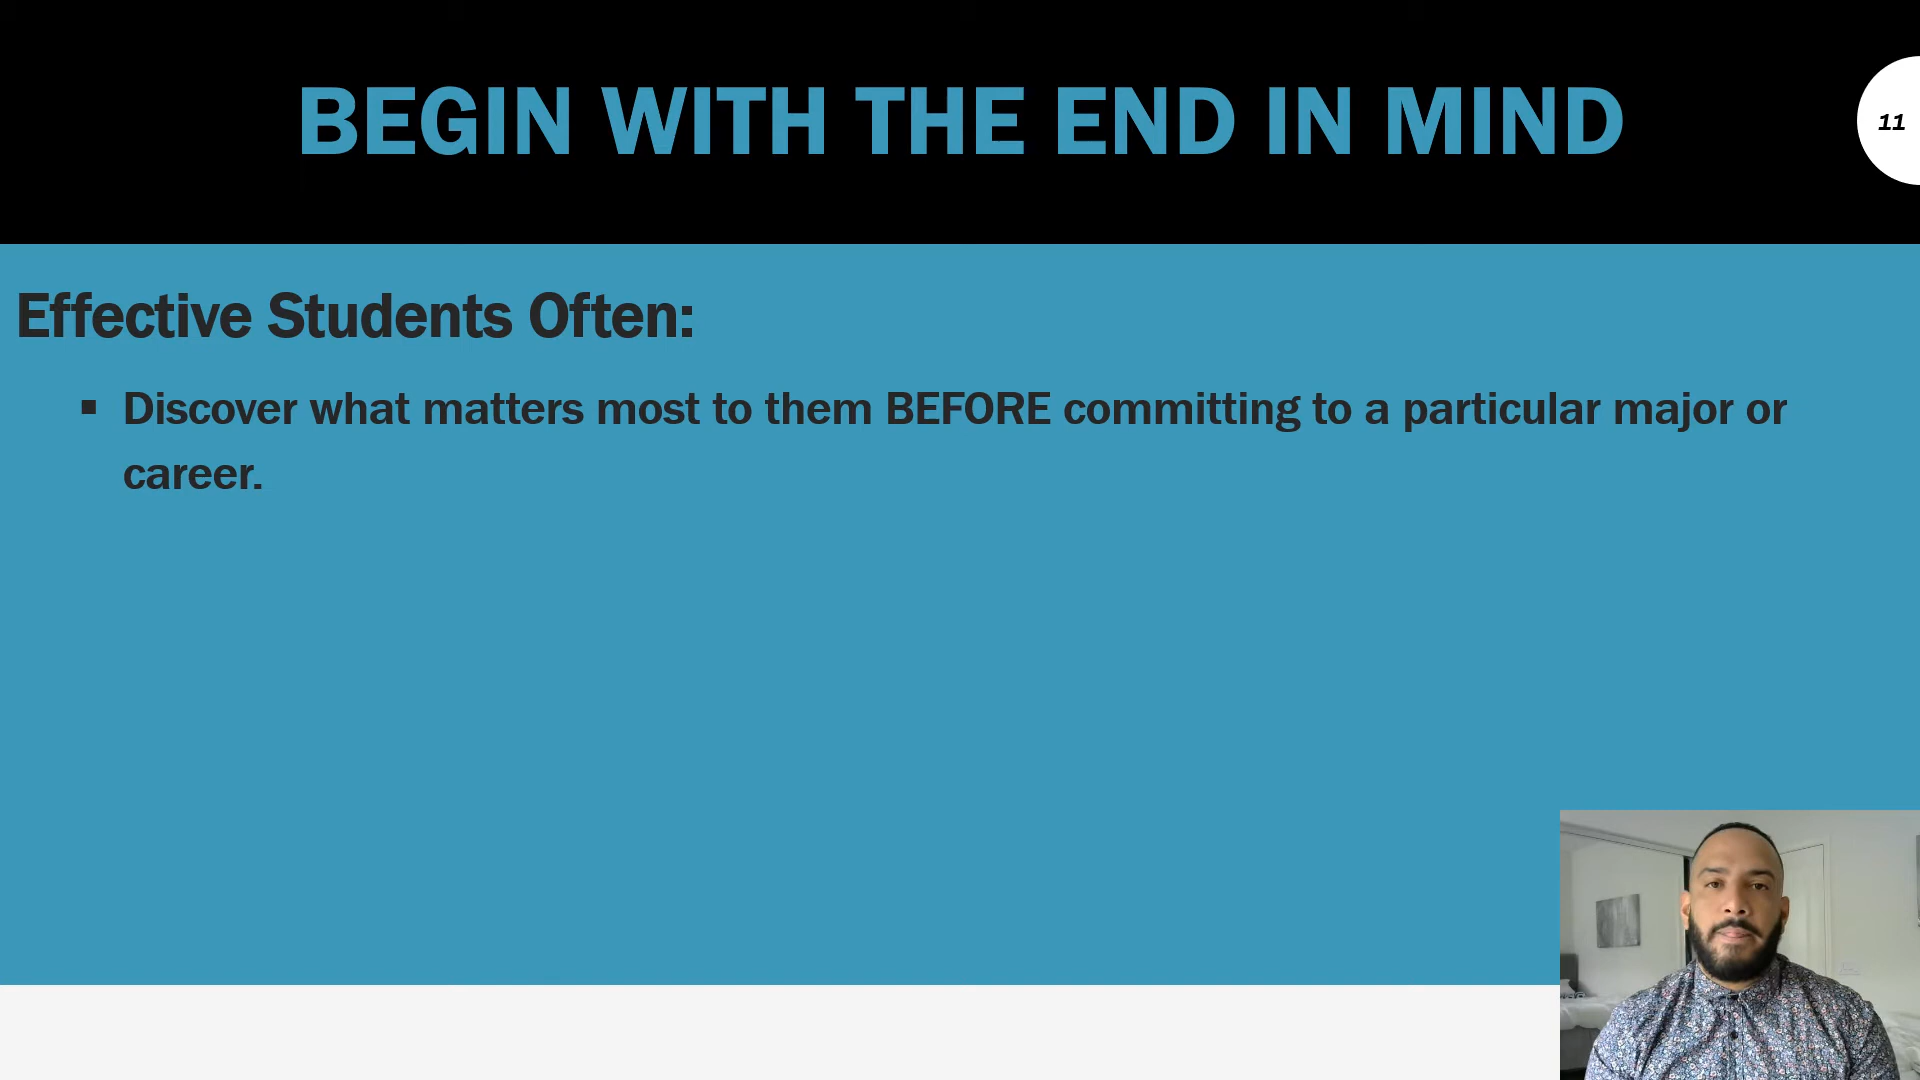 BEGIN WITH THE END IN MIND
11
Effective Students Often:
▪ Discover what matters most to them BEFORE committing to a particular major or
career.